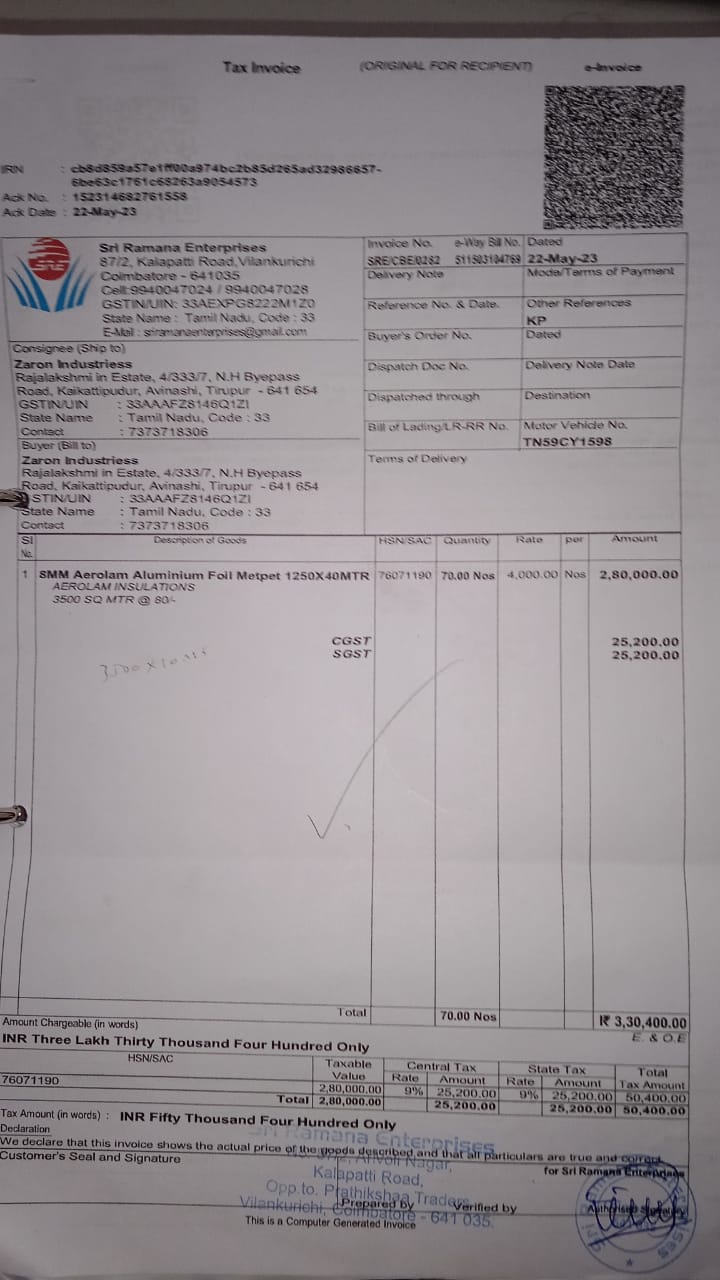 Tax Invoice (ORIGINAL FOR RECIPIENT) e-Invoice
IRN : cb8d859a57e1ff00a974bc2b85d265ad32986657-
6be63c1761c68263a9054573
Ack No. : 152314682761558
Ack Date : 22-May-23
SRE
Sri Ramana Enterprises
87/2, Kalapatti Road,Vilankurichi
Coimbatore - 641035
Cell:9940047024 / 9940047028
GSTIN/UIN: 33AEXPG8222M1Z0
State Name : Tamil Nadu, Code : 33
E-Mail : sriramanaenterprises@gmail.com
Invoice No. e-Way Bill No. Dated
SRE/CBE/0282 511503104769 22-May-23
Delivery Note Mode/Terms of Payment
Reference No. & Date. Other References
KP
Buyer's Order No. Dated
Dispatch Doc No. Delivery Note Date
Dispatched through Destination
Bill of Lading/LR-RR No. Motor Vehicle No.
TN59CY1598
Terms of Delivery
Consignee (Ship to)
Zaron Industriess
Rajalakshmi in Estate, 4/333/7, N.H Byepass
Road, Kaikattipudur, Avinashi, Tirupur - 641 654
GSTIN/UIN : 33AAAFZ8146Q1ZI
State Name : Tamil Nadu, Code : 33
Contact : 7373718306
Buyer (Bill to)
Zaron Industriess
Rajalakshmi in Estate, 4/333/7, N.H Byepass
Road, Kaikattipudur, Avinashi, Tirupur - 641 654
STIN/UIN : 33AAAFZ8146Q1ZI
State Name : Tamil Nadu, Code : 33
Contact : 7373718306
Sl No. Description of Goods HSN/SAC Quantity Rate per Amount
1 SMM Aerolam Aluminium Foil Metpet 1250X40MTR 76071190 70.00 Nos 4,000.00 Nos 2,80,000.00
AEROLAM INSULATIONS
3500 SQ MTR @ 80/-
CGST 25,200.00
SGST 25,200.00
Total 70.00 Nos ₹ 3,30,400.00
Amount Chargeable (in words) E. & O.E
INR Three Lakh Thirty Thousand Four Hundred Only
HSN/SAC Taxable Value Central Tax State Tax Total Tax Amount
Rate Amount Rate Amount
76071190 2,80,000.00 9% 25,200.00 9% 25,200.00 50,400.00
Total 2,80,000.00 25,200.00 25,200.00 50,400.00
Tax Amount (in words) : INR Fifty Thousand Four Hundred Only
Declaration
We declare that this invoice shows the actual price of the goods described and that all particulars are true and correct.
Customer's Seal and Signature for Sri Ramana Enterprises
Sri Ramana Enterprises
Nagar,
Kalapatti Road,
Opp.to. Prathikshaa Traders
Vilankurichi, Coimbatore - 641 035.
Prepared by Verified by Authorised Signatory
This is a Computer Generated Invoice